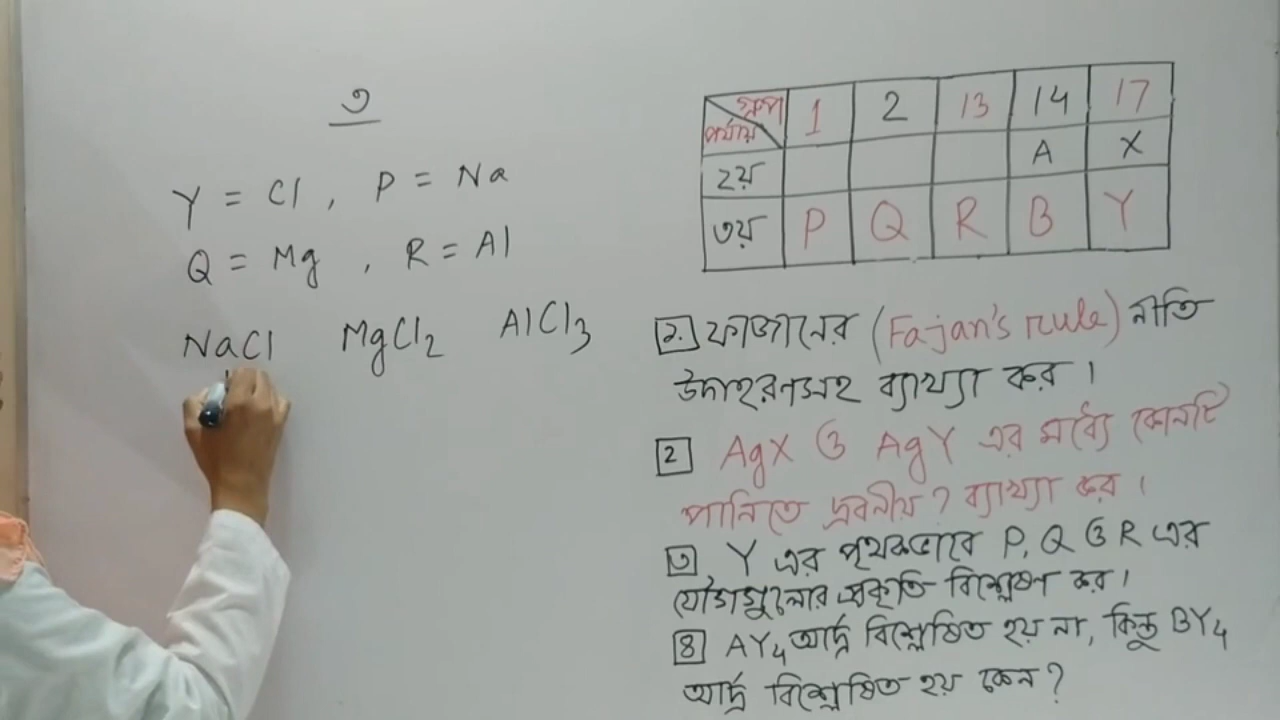 ৩
Y = Cl , P = Na
Q = Mg , R = Al
NaCl MgCl2 AlCl3
গ্রুপ 1 2 13 14 17
পর্যায়
২য় A X
৩য় P Q R B Y
১. ফাজানের (Fajan's rule) নীতি
উদাহরণসহ ব্যাখ্যা কর ।
২ AgX ও AgY এর মধ্যে কোনটি
পানিতে দ্রবনীয় ? ব্যাখ্যা কর ।
৩ Y এর পৃথকভাবে P, Q ও R এর
যৌগগুলোর প্রকৃতি বিশ্লেষণ কর ।
৪ AY4 আর্দ্র বিশ্লেষিত হয় না, কিন্তু BY4
আর্দ্র বিশ্লেষিত হয় কেন ?